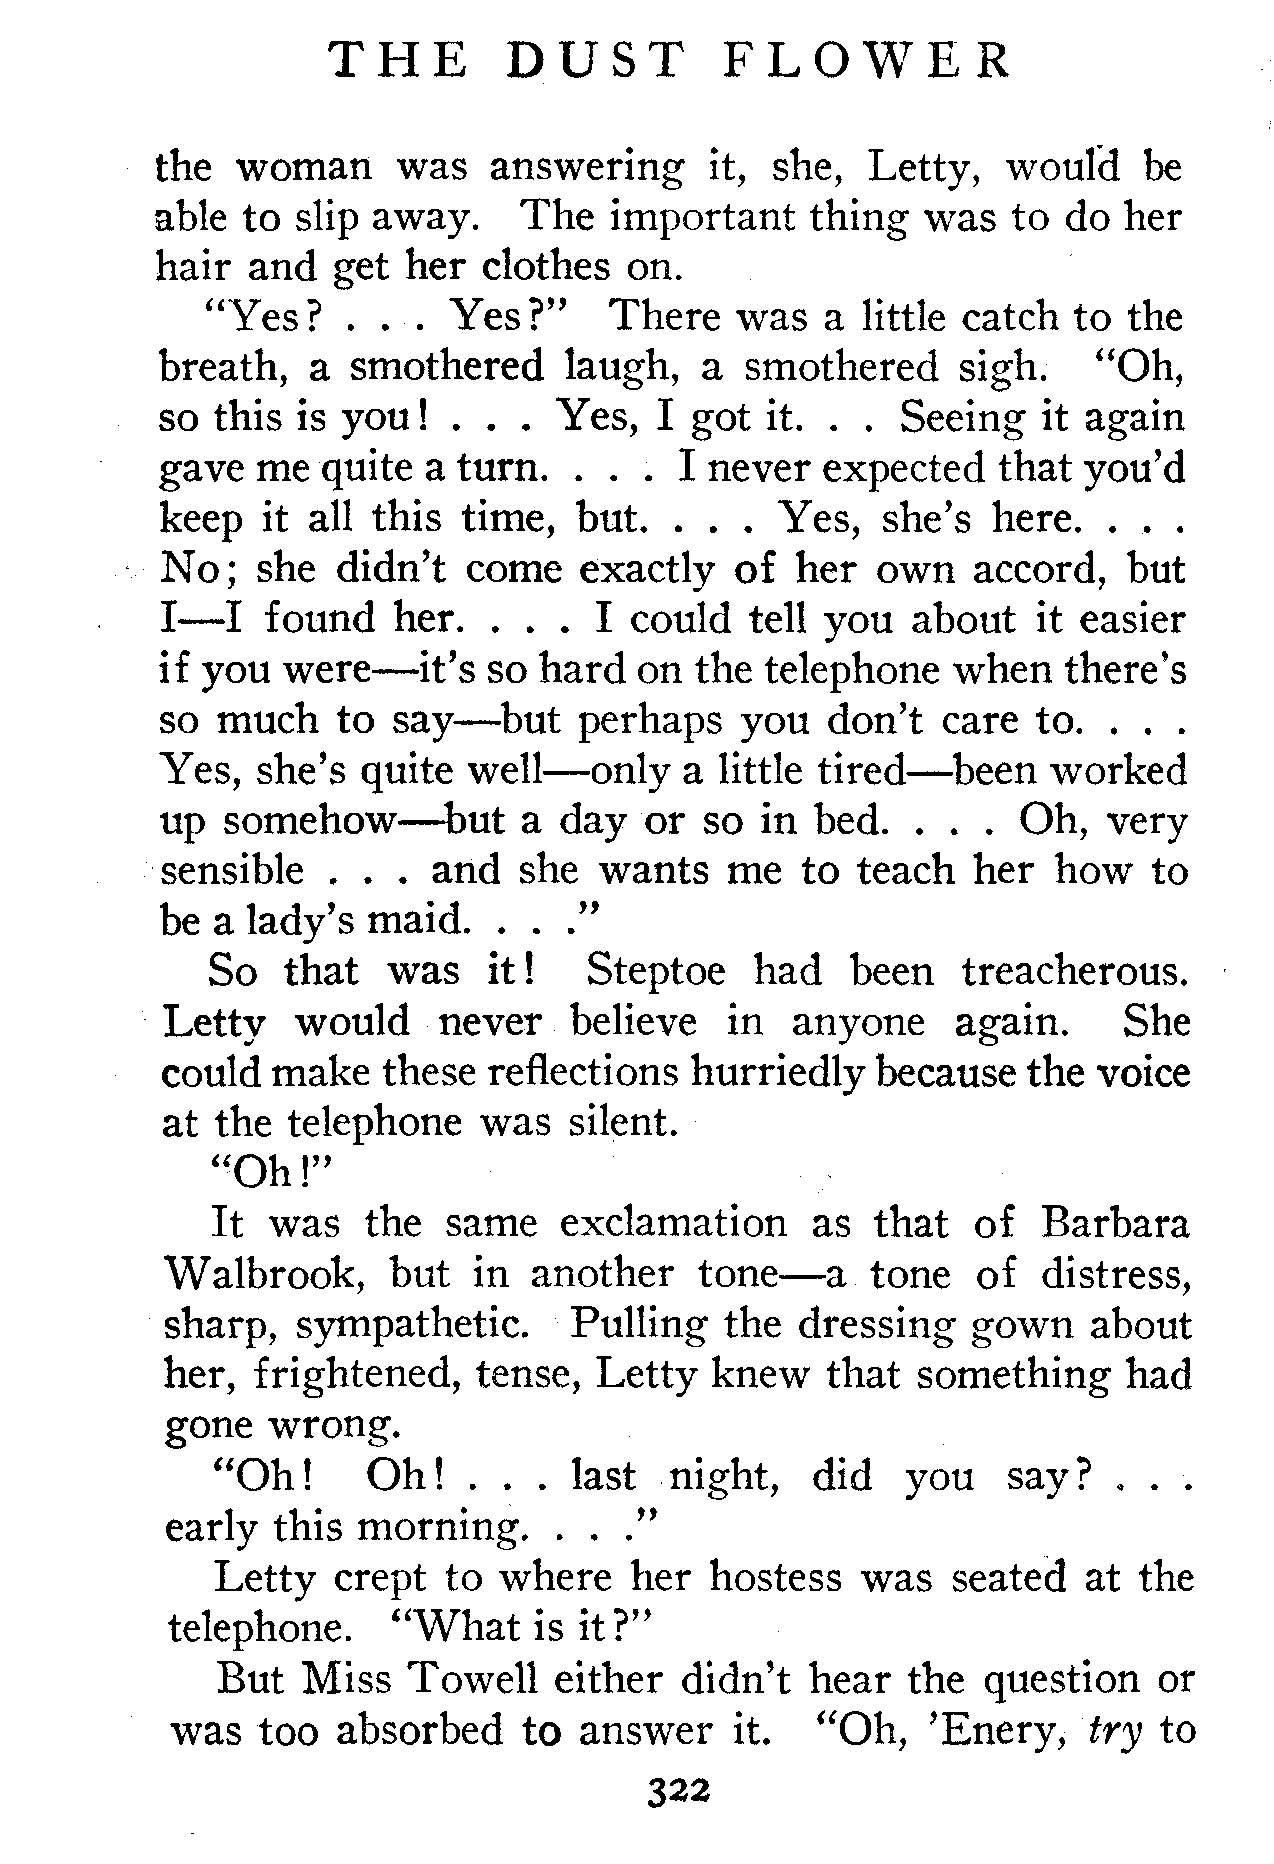 THE DUST FLOWER
the woman was answering it, she, Letty, would be
able to slip away. The important thing was to do her
hair and get her clothes on.
“Yes? . . . Yes?” There was a little catch to the
breath, a smothered laugh, a smothered sigh. “Oh,
so this is you! . . . Yes, I got it. . . Seeing it again
gave me quite a turn. . . . I never expected that you’d
keep it all this time, but. . . . Yes, she’s here. . . .
No; she didn’t come exactly of her own accord, but
I—I found her. . . . I could tell you about it easier
if you were—it’s so hard on the telephone when there’s
so much to say—but perhaps you don’t care to. . . .
Yes, she’s quite well—only a little tired—been worked
up somehow—but a day or so in bed. . . . Oh, very
sensible . . . and she wants me to teach her how to
be a lady’s maid. . . .”
So that was it! Steptoe had been treacherous.
Letty would never believe in anyone again. She
could make these reflections hurriedly because the voice
at the telephone was silent.
“Oh!”
It was the same exclamation as that of Barbara
Walbrook, but in another tone—a tone of distress,
sharp, sympathetic. Pulling the dressing gown about
her, frightened, tense, Letty knew that something had
gone wrong.
“Oh! Oh! . . . last night, did you say? . . .
early this morning. . . .”
Letty crept to where her hostess was seated at the
telephone. “What is it?”
But Miss Towell either didn’t hear the question or
was too absorbed to answer it. “Oh, ’Enery, try to
322